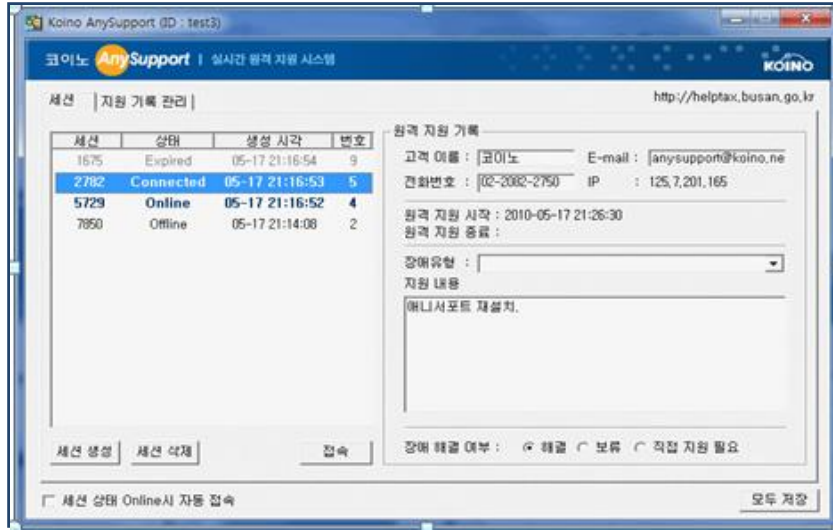 Koino AnySupport (ID : test3)
코이노 AnySupport | 실시간 원격 지원 시스템
KOINO
세션 | 지원 기록 관리 |
http://helptax.busan.go.kr
세션 상태 생성 시각 번호
1675 Expired 05-17 21:16:54 9
2782 Connected 05-17 21:16:53 5
5729 Online 05-17 21:16:52 4
7850 Offline 05-17 21:14:08 2
세션 생성 세션 삭제 접속
원격 지원 기록
고객 이름 : 코이노 E-mail : anysupport@koino.ne
전화번호 : 02-2082-2750 IP : 125.7.201.165
원격 지원 시작 : 2010-05-17 21:26:30
원격 지원 종료 :
장애유형 :
지원 내용
애니서포트 재설치.
장애 해결 여부 : 해결 보류 직접 지원 필요
세션 상태 Online시 자동 접속
모두 저장